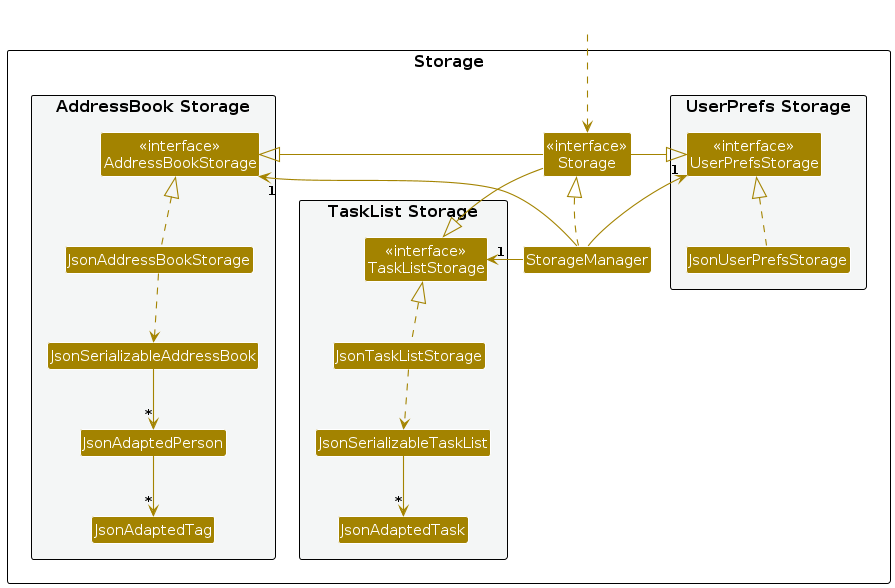 Storage
AddressBook Storage
«interface»
AddressBookStorage
1
JsonAddressBookStorage
JsonSerializableAddressBook
*
JsonAdaptedPerson
*
JsonAdaptedTag
TaskList Storage
«interface»
TaskListStorage
1
JsonTaskListStorage
JsonSerializableTaskList
*
JsonAdaptedTask
«interface»
Storage
StorageManager
UserPrefs Storage
«interface»
UserPrefsStorage
1
JsonUserPrefsStorage